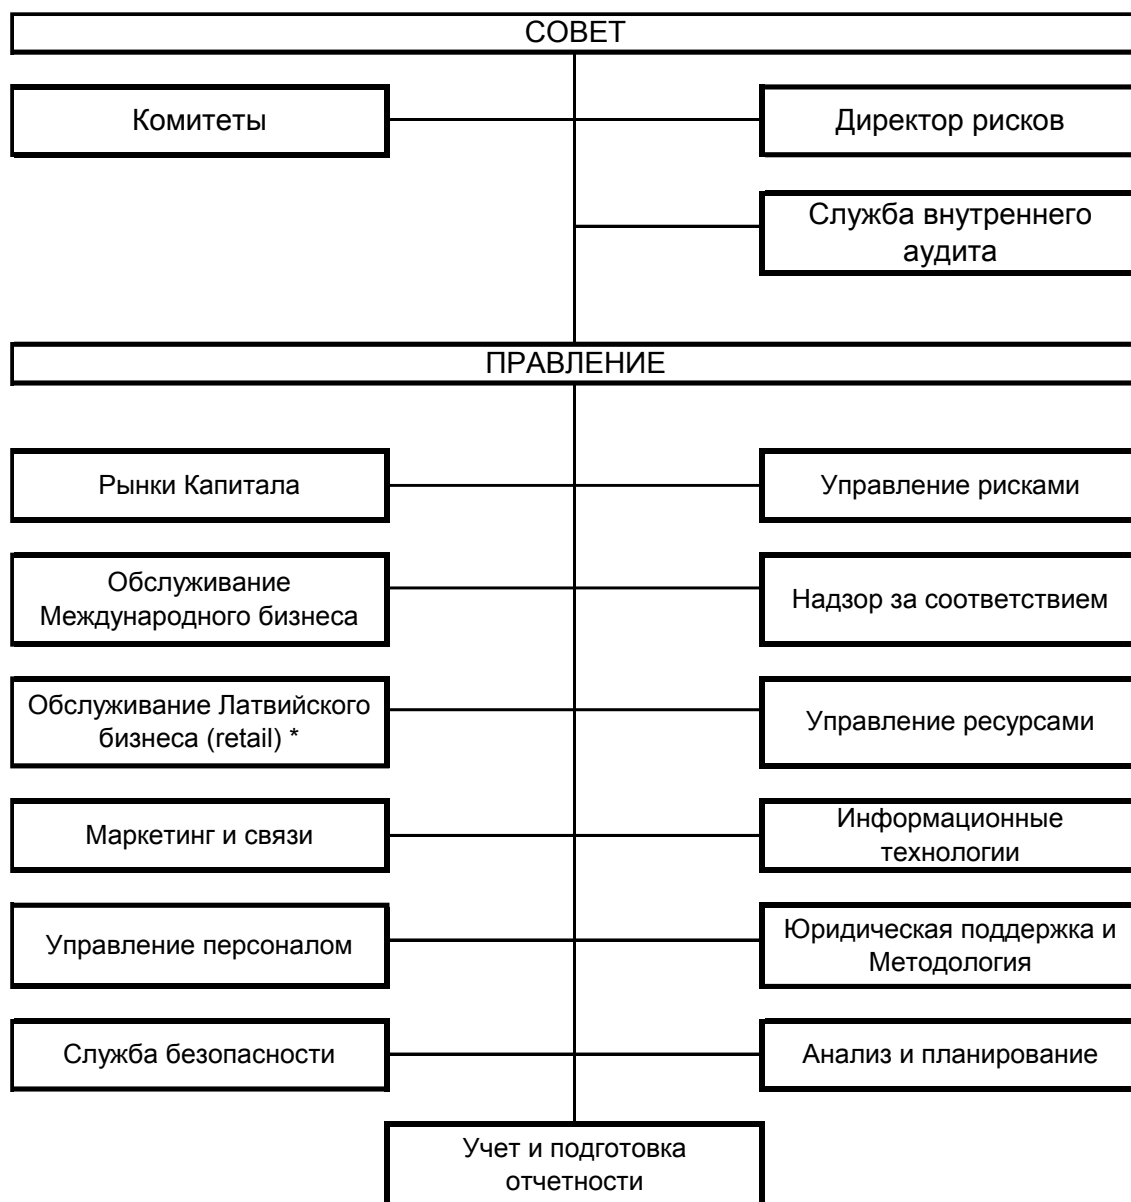 СОВЕТ
Комитеты
Директор рисков
Служба внутреннего
аудита
ПРАВЛЕНИЕ
Рынки Капитала
Управление рисками
Обслуживание
Международного бизнеса
Надзор за соответствием
Обслуживание Латвийского
бизнеса (retail) *
Управление ресурсами
Маркетинг и связи
Информационные
технологии
Управление персоналом
Юридическая поддержка и
Методология
Служба безопасности
Анализ и планирование
Учет и подготовка
отчетности